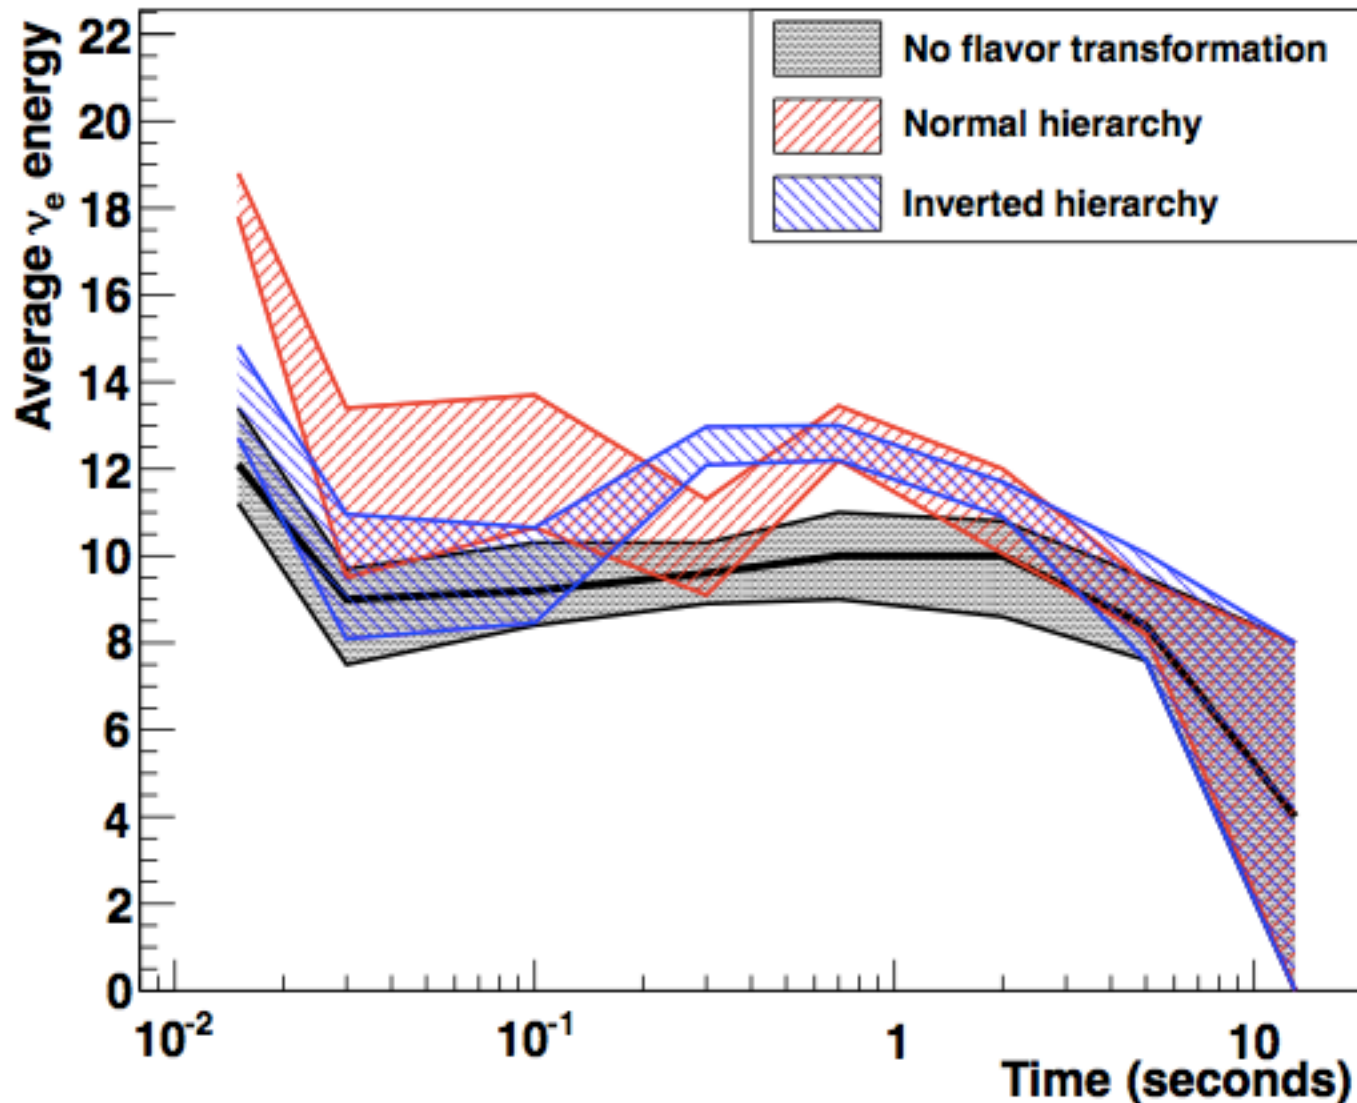 No flavor transformation
Normal hierarchy
Inverted hierarchy
Average νe energy
22
20
18
16
14
12
10
8
6
4
2
0
10-2 10-1 1 10
Time (seconds)